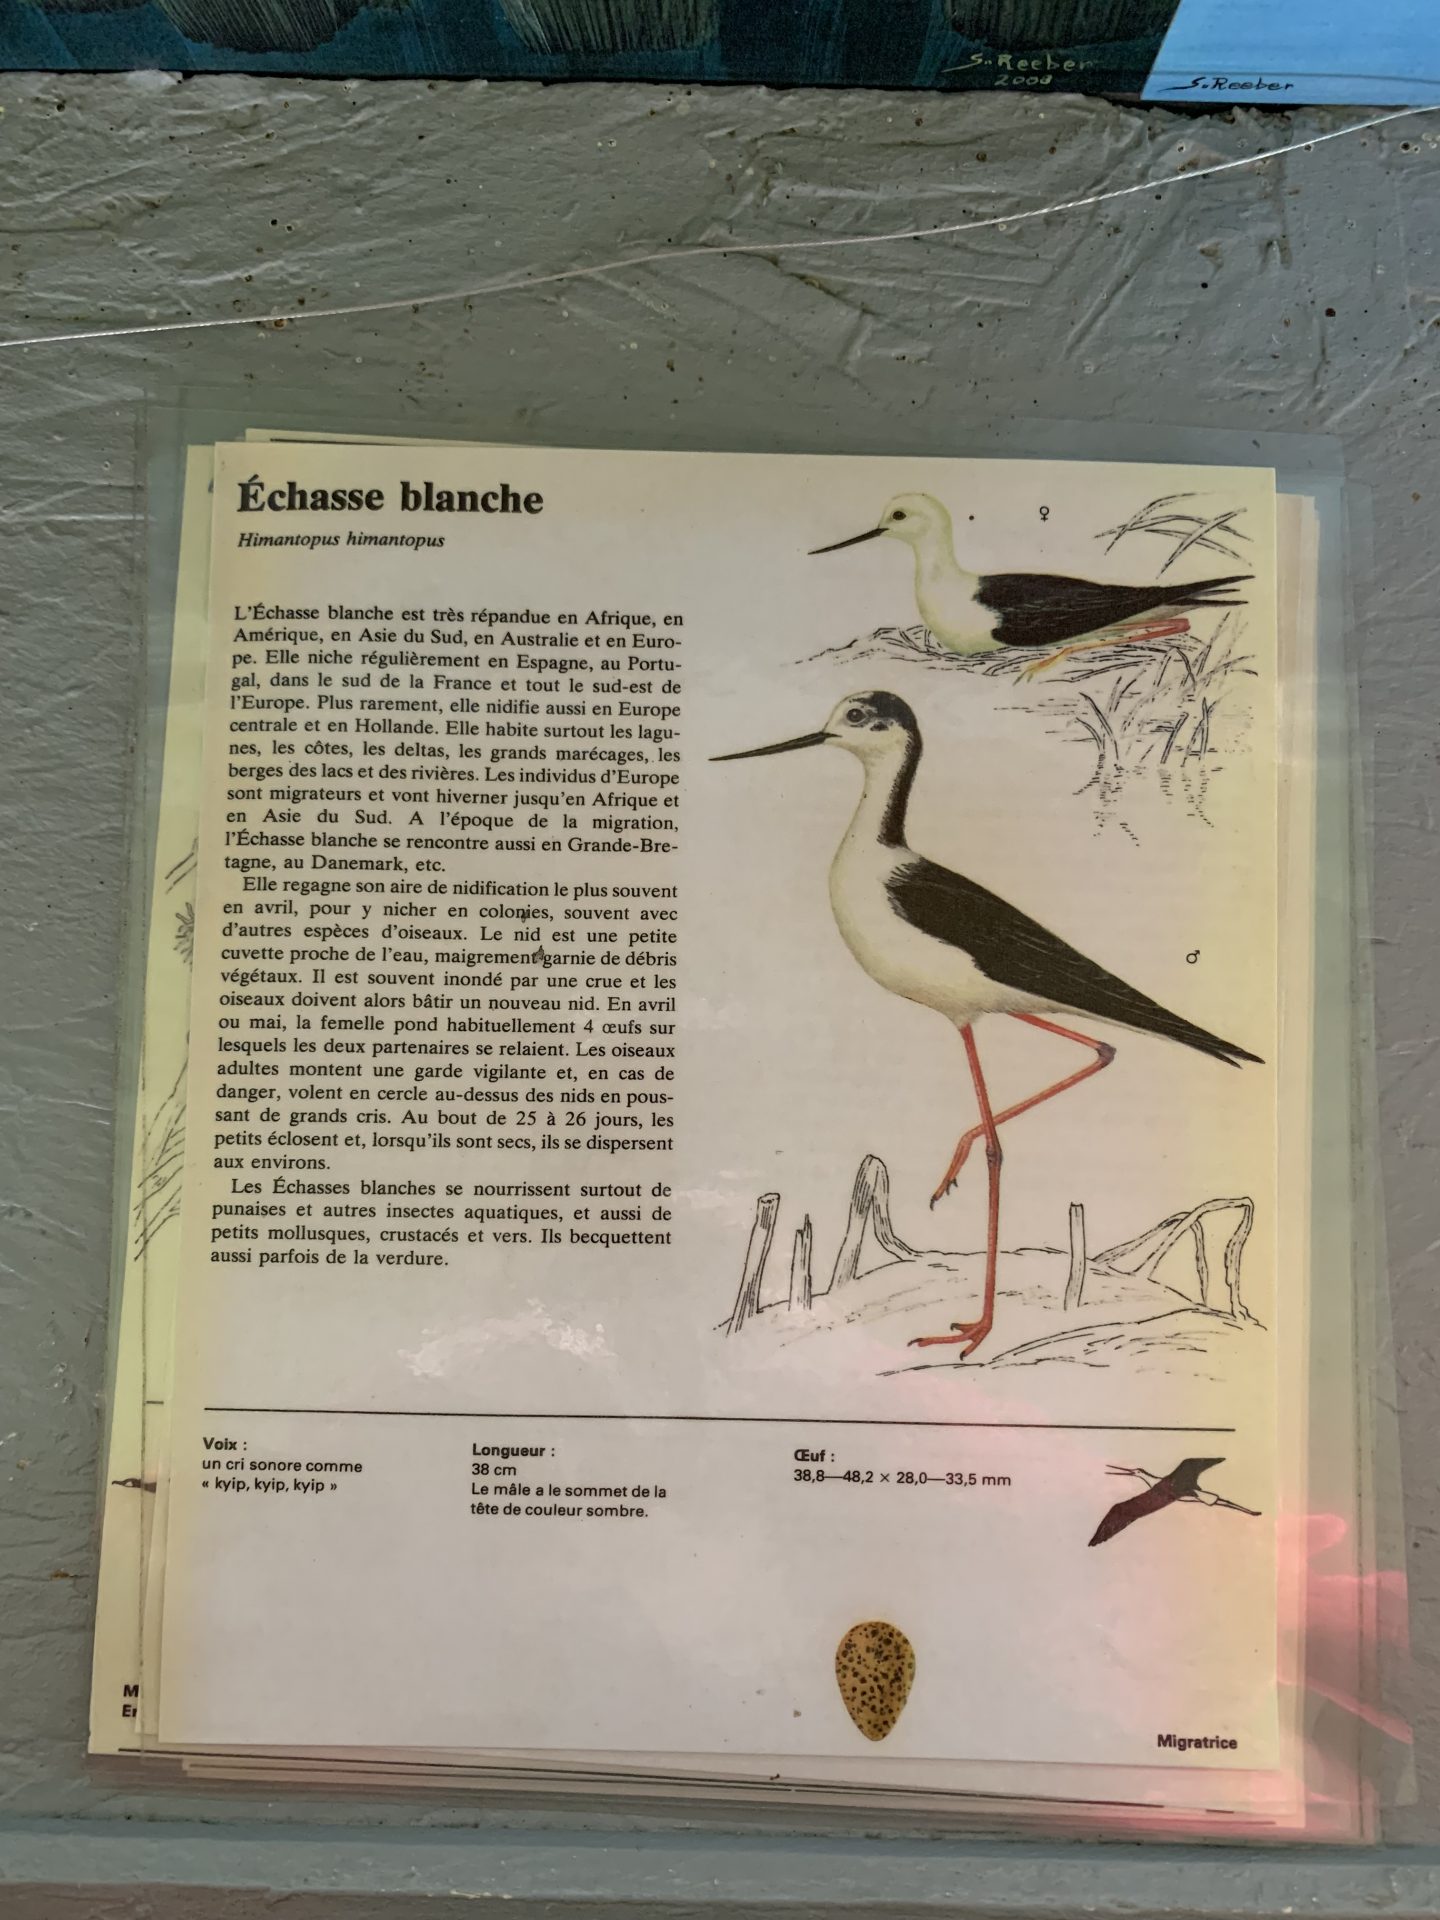 S. Reeber
2008
S. Reeber
Échasse blanche
Himantopus himantopus
♀
L'Échasse blanche est très répandue en Afrique, en
Amérique, en Asie du Sud, en Australie et en Euro-
pe. Elle niche régulièrement en Espagne, au Portu-
gal, dans le sud de la France et tout le sud-est de
l'Europe. Plus rarement, elle nidifie aussi en Europe
centrale et en Hollande. Elle habite surtout les lagu-
nes, les côtes, les deltas, les grands marécages, les
berges des lacs et des rivières. Les individus d'Europe
sont migrateurs et vont hiverner jusqu'en Afrique et
en Asie du Sud. A l'époque de la migration,
l'Échasse blanche se rencontre aussi en Grande-Bre-
tagne, au Danemark, etc.
Elle regagne son aire de nidification le plus souvent
en avril, pour y nicher en colonies, souvent avec
d'autres espèces d'oiseaux. Le nid est une petite
cuvette proche de l'eau, maigrement garnie de débris
végétaux. Il est souvent inondé par une crue et les
oiseaux doivent alors bâtir un nouveau nid. En avril
ou mai, la femelle pond habituellement 4 œufs sur
lesquels les deux partenaires se relaient. Les oiseaux
adultes montent une garde vigilante et, en cas de
danger, volent en cercle au-dessus des nids en pous-
sant de grands cris. Au bout de 25 à 26 jours, les
petits éclosent et, lorsqu'ils sont secs, ils se dispersent
aux environs.
Les Échasses blanches se nourrissent surtout de
punaises et autres insectes aquatiques, et aussi de
petits mollusques, crustacés et vers. Ils becquettent
aussi parfois de la verdure.
♂
Voix :
un cri sonore comme
« kyip, kyip, kyip »
Longueur :
38 cm
Le mâle a le sommet de la
tête de couleur sombre.
Œuf :
38,8—48,2 × 28,0—33,5 mm
Migratrice